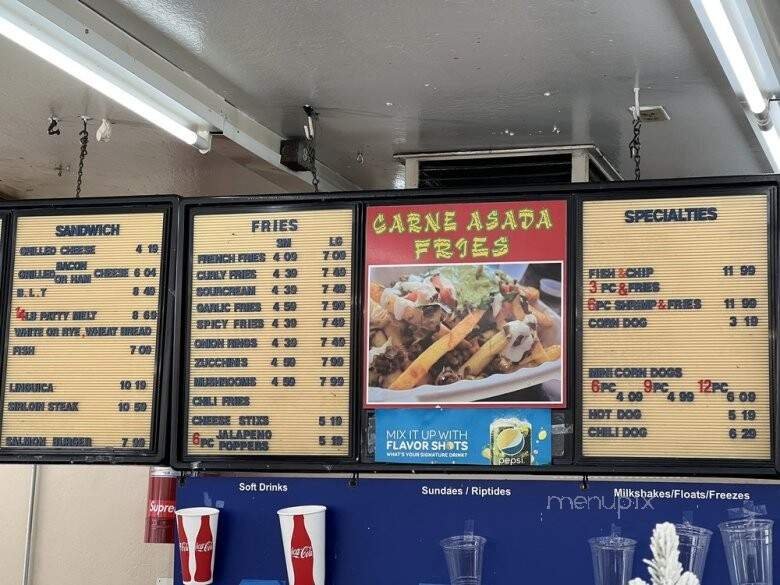 SANDWICH
GRILLED CHEESE 4 19
GRILLED BACON OR HAM CHEESE 6 04
B.L.T 8 49
¼LB PATTY MELT 8 69
WHITE OR RYE, WHEAT BREAD
FISH 7 09
LINGUICA 10 19
SIRLOIN STEAK 10 59
SALMON BURGER 7 99
FRIES
SM LG
FRENCH FRIES 4 09 7 09
CURLY FRIES 4 39 7 49
SOURCREAM 4 39 7 49
GARLIC FRIES 4 59 7 99
SPICY FRIES 4 39 7 49
ONION RINGS 4 39 7 49
ZUCCHINIS 4 59 7 99
MUSHROOMS 4 59 7 99
CHILI FRIES
CHEESE STIXS 5 19
6PC JALAPENO POPPERS 5 19
CARNE ASADA
FRIES
MIX IT UP WITH
FLAVOR SHOTS
WHAT'S YOUR SIGNATURE DRINK?
pepsi
SPECIALTIES
FISH & CHIP 11 99
3 PC & FRIES
6PC SHRIMP & FRIES 11 99
CORN DOG 3 19
MINI CORN DOGS
6PC 9PC 12PC
4 09 4 99 6 09
HOT DOG 5 19
CHILI DOG 6 29
Soft Drinks
Sundaes / Riptides
Milkshakes/Floats/Freezes
menupix
Supre
Coca-Cola
Coca-Cola